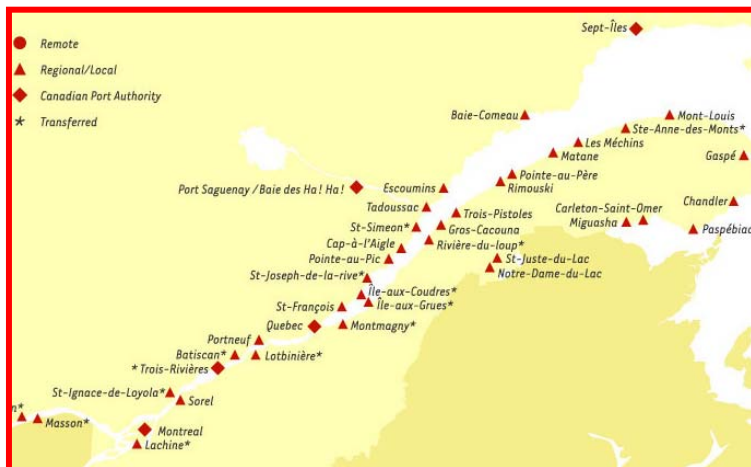 Remote
Regional/Local
Canadian Port Authority
* Transferred
Sept-Îles
Baie-Comeau
Mont-Louis
Ste-Anne-des-Monts*
Les Méchins
Gaspé
Matane
Pointe-au-Père
Rimouski
Port Saguenay / Baie des Ha! Ha!
Escoumins
Tadoussac
Trois-Pistoles
Chandler
Carleton-Saint-Omer
Miguasha
Paspébiac
St-Simeon*
Gros-Cacouna
Cap-à-l'Aigle
Rivière-du-loup*
Pointe-au-Pic
St-Juste-du-Lac
Notre-Dame-du-Lac
St-Joseph-de-la-rive*
Île-aux-Coudres*
Île-aux-Grues*
St-François
Quebec
Montmagny*
Portneuf
Batiscan*
Lotbinière*
* Trois-Rivières
St-Ignace-de-Loyola*
Sorel
n*
Masson*
Montreal
Lachine*